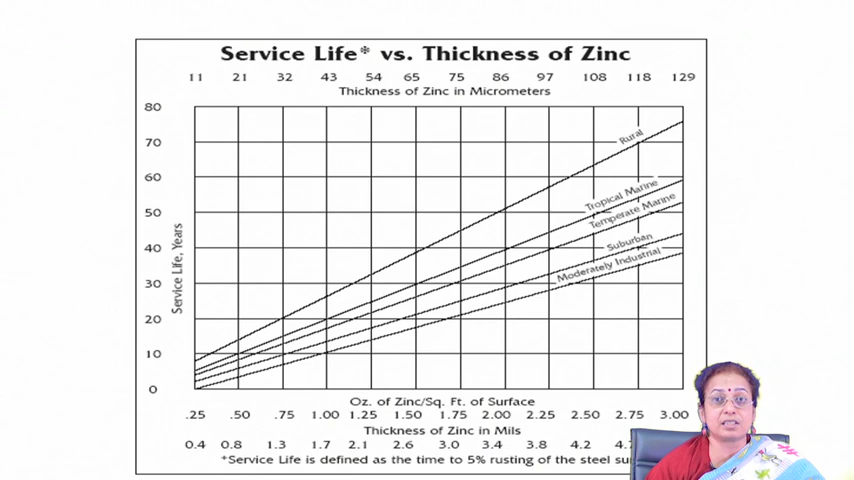 Service Life* vs. Thickness of Zinc
11 21 32 43 54 65 75 86 97 108 118 129
Thickness of Zinc in Micrometers
80
70
60
50
40
30
20
10
0
Service Life, Years
Rural
Tropical Marine
Temperate Marine
Suburban
Moderately Industrial
Oz. of Zinc/Sq. Ft. of Surface
.25 .50 .75 1.00 1.25 1.50 1.75 2.00 2.25 2.50 2.75 3.00
Thickness of Zinc in Mils
0.4 0.8 1.3 1.7 2.1 2.6 3.0 3.4 3.8 4.2
*Service Life is defined as the time to 5% rusting of the steel